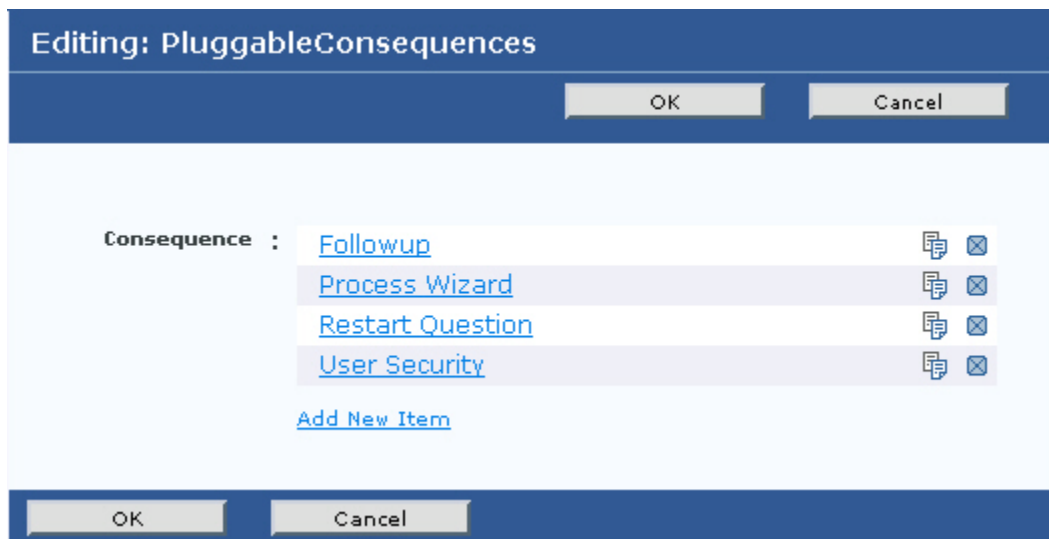 Editing: PluggableConsequences
OK Cancel
Consequence : Followup
Process Wizard
Restart Question
User Security
Add New Item
OK Cancel